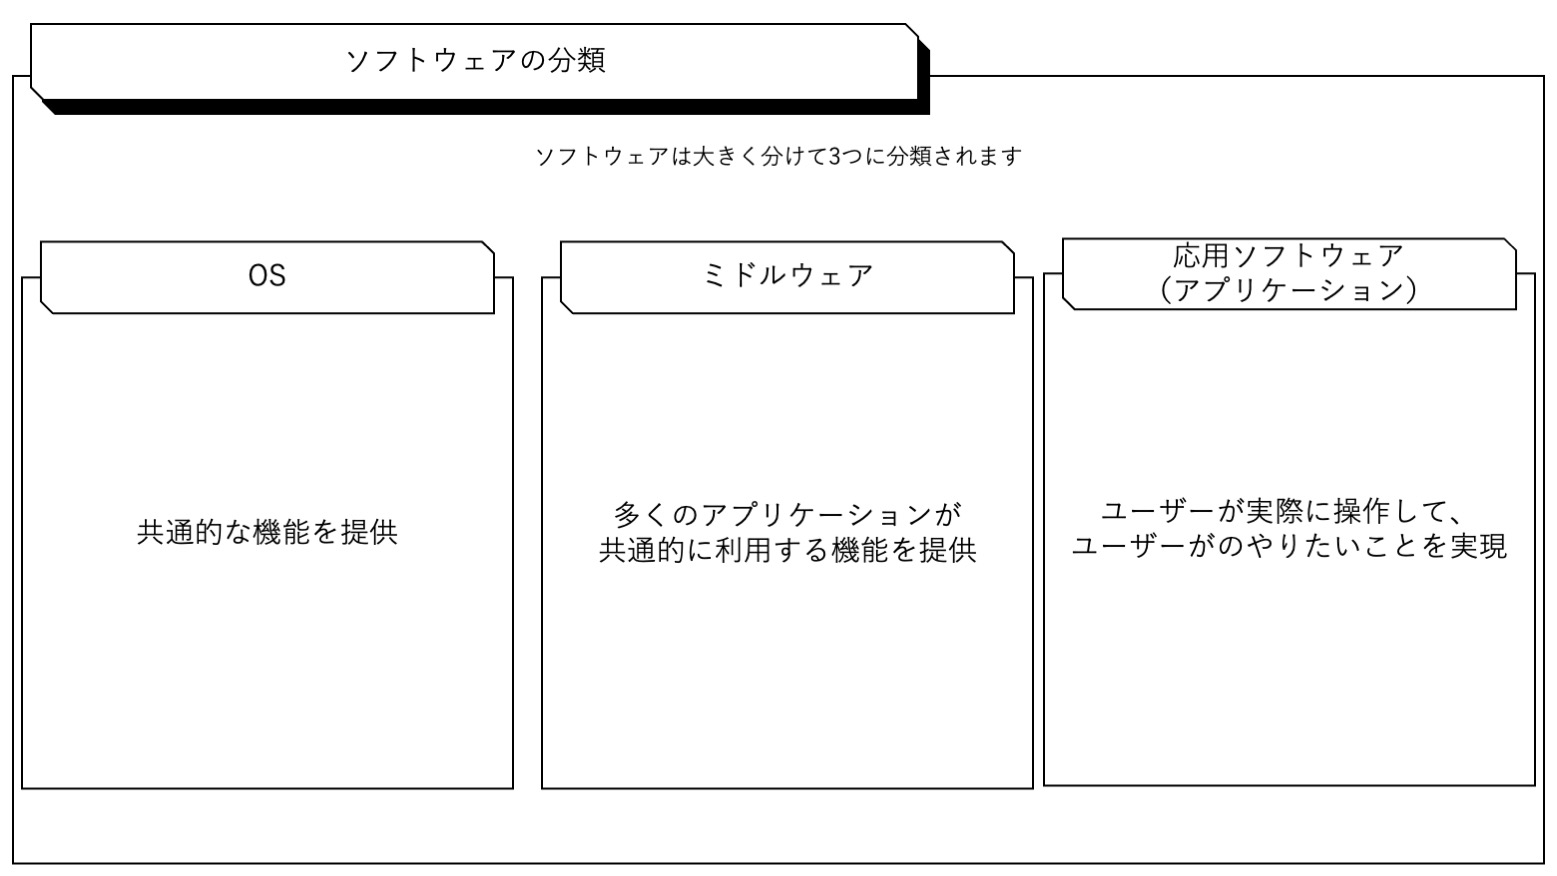 ソフトウェアの分類
ソフトウェアは大きく分けて3つに分類されます
OS
共通的な機能を提供
ミドルウェア
多くのアプリケーションが
共通的に利用する機能を提供
応用ソフトウェア
（アプリケーション）
ユーザーが実際に操作して、
ユーザーがのやりたいことを実現